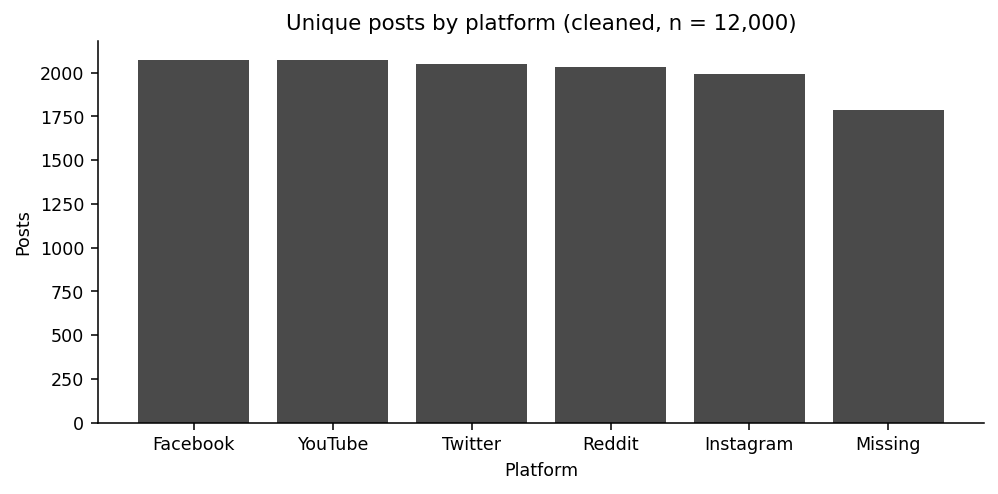 Unique posts by platform (cleaned, n = 12,000)
2000
1750
1500
1250
1000
750
500
250
0
Posts
Facebook YouTube Twitter Reddit Instagram Missing
Platform